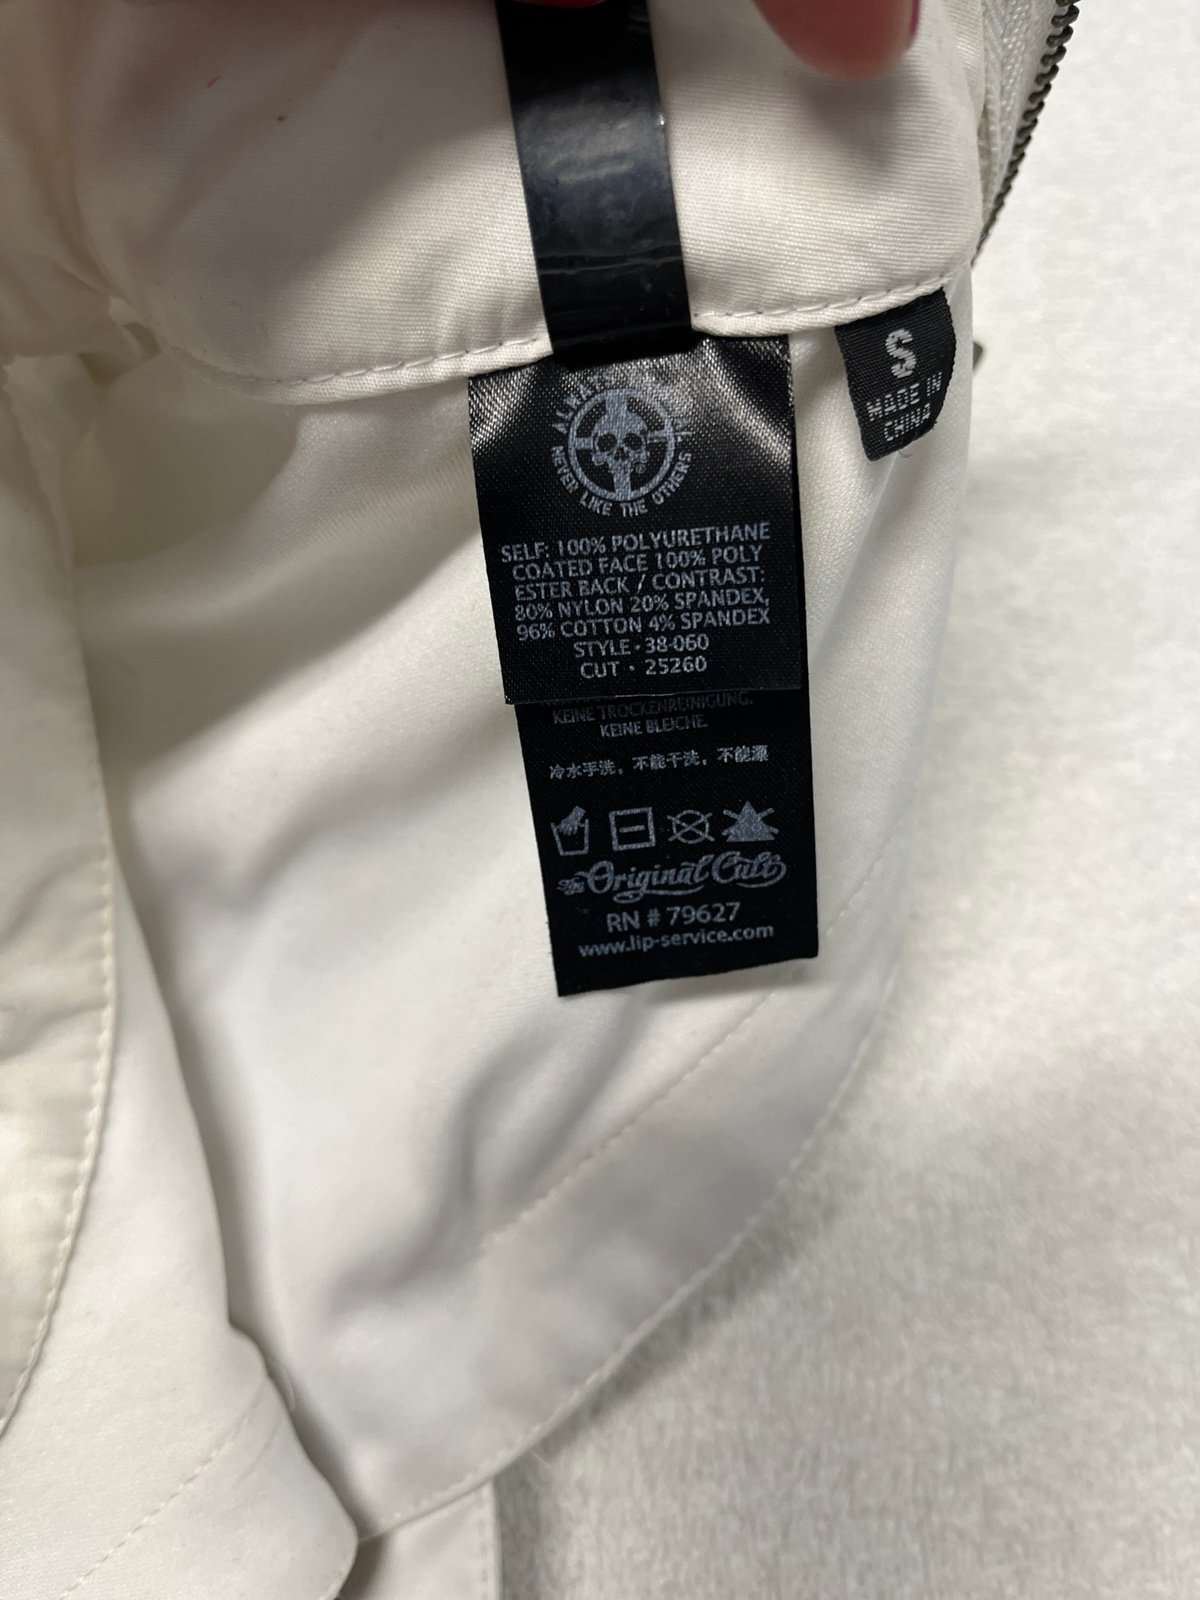 ALWAYS
NEVER LIKE THE OTHERS
SELF: 100% POLYURETHANE
COATED FACE 100% POLY
ESTER BACK / CONTRAST:
80% NYLON 20% SPANDEX,
96% COTTON 4% SPANDEX
STYLE · 38-060
CUT · 25260
KEINE TROCKENREINIGUNG.
KEINE BLEICHE.
冷水手洗，不能干洗，不能漂
The Original Cult
RN # 79627
www.lip-service.com
S
MADE IN
CHINA